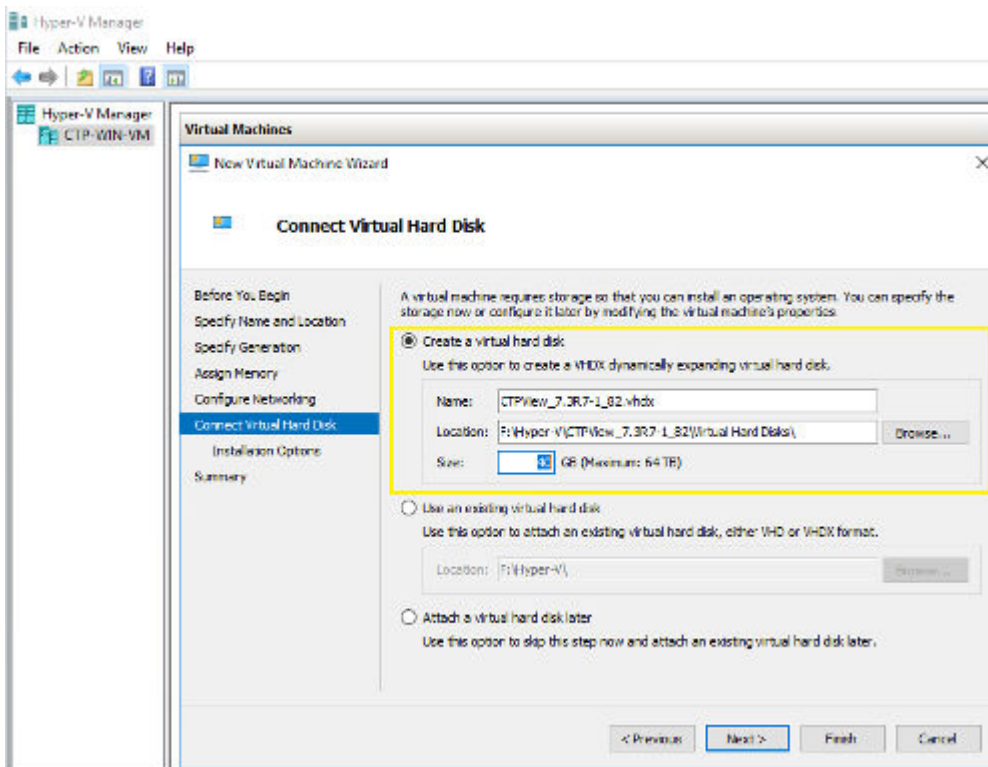 Hyper-V Manager
File Action View Help
Hyper-V Manager
CTP-WIN-VM
Virtual Machines
New Virtual Machine Wizard
Connect Virtual Hard Disk
Before You Begin
Specify Name and Location
Specify Generation
Assign Memory
Configure Networking
Connect Virtual Hard Disk
Installation Options
Summary
A virtual machine requires storage so that you can install an operating system. You can specify the
storage now or configure it later by modifying the virtual machine's properties.
Create a virtual hard disk
Use this option to create a VHDX dynamically expanding virtual hard disk.
Name: CTPView_7.3R7-1_82.vhdx
Location: F:\Hyper-V\CTPView_7.3R7-1_82\Virtual Hard Disks\ Browse...
Size: GB (Maximum: 64 TB)
Use an existing virtual hard disk
Use this option to attach an existing virtual hard disk, either VHD or VHDX format.
Location: F:\Hyper-V\ Browse...
Attach a virtual hard disk later
Use this option to skip this step now and attach an existing virtual hard disk later.
< Previous Next > Finish Cancel